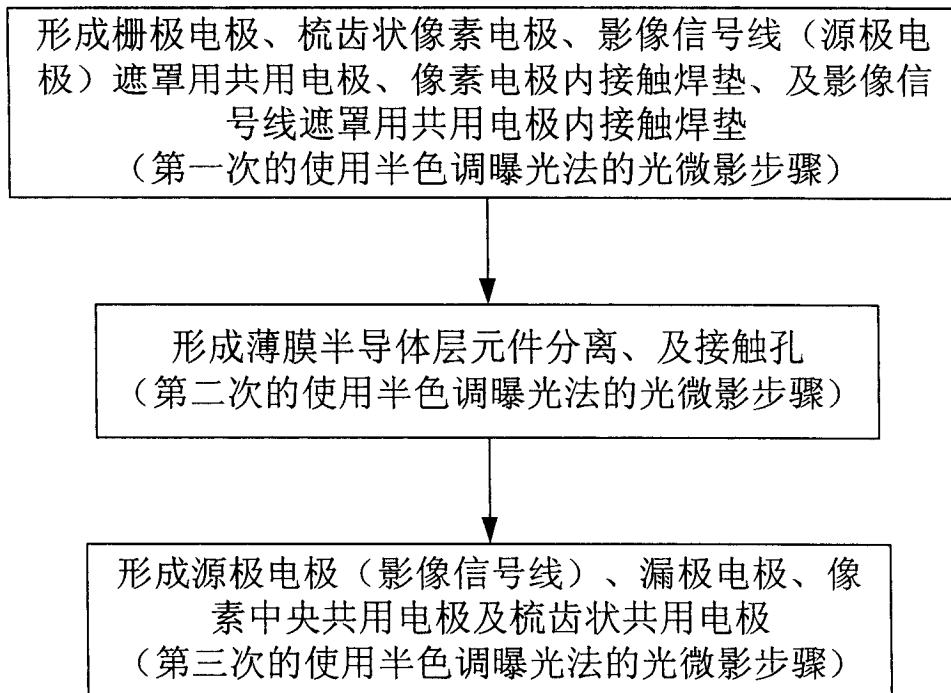 形成栅极电极、梳齿状像素电极、影像信号线（源极电
极）遮罩用共用电极、像素电极内接触焊垫、及影像信
号线遮罩用共用电极内接触焊垫
（第一次的使用半色调曝光法的光微影步骤）
形成薄膜半导体层元件分离、及接触孔
（第二次的使用半色调曝光法的光微影步骤）
形成源极电极（影像信号线）、漏极电极、像
素中央共用电极及梳齿状共用电极
（第三次的使用半色调曝光法的光微影步骤）